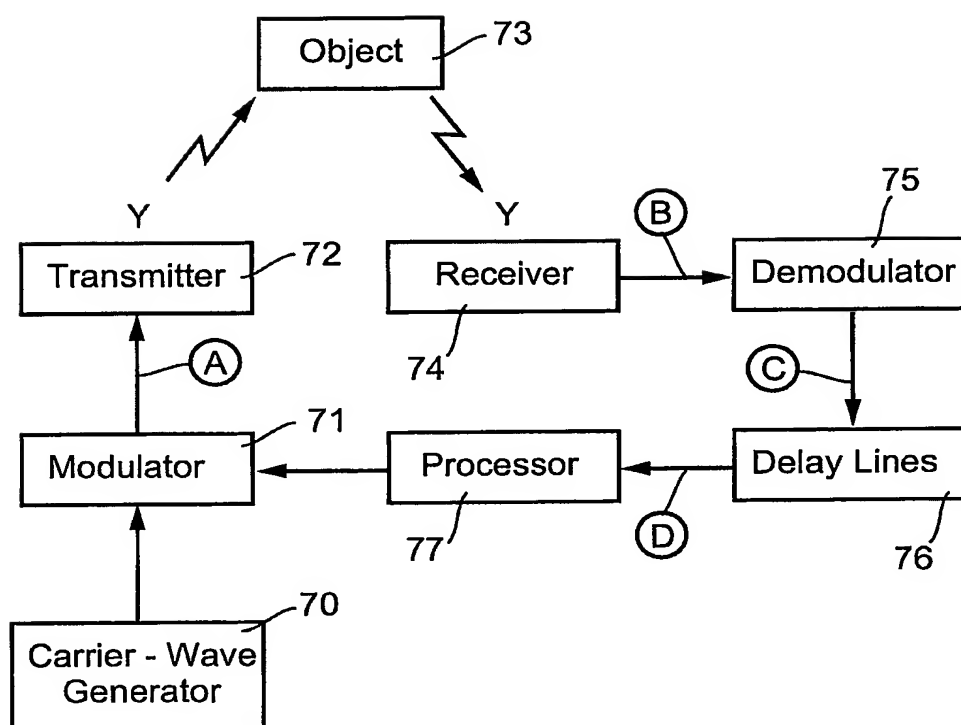 Object
73
Y
Y
B
75
Transmitter
72
Receiver
74
Demodulator
A
C
71
Modulator
Processor
77
Delay Lines
76
D
70
Carrier - Wave
Generator